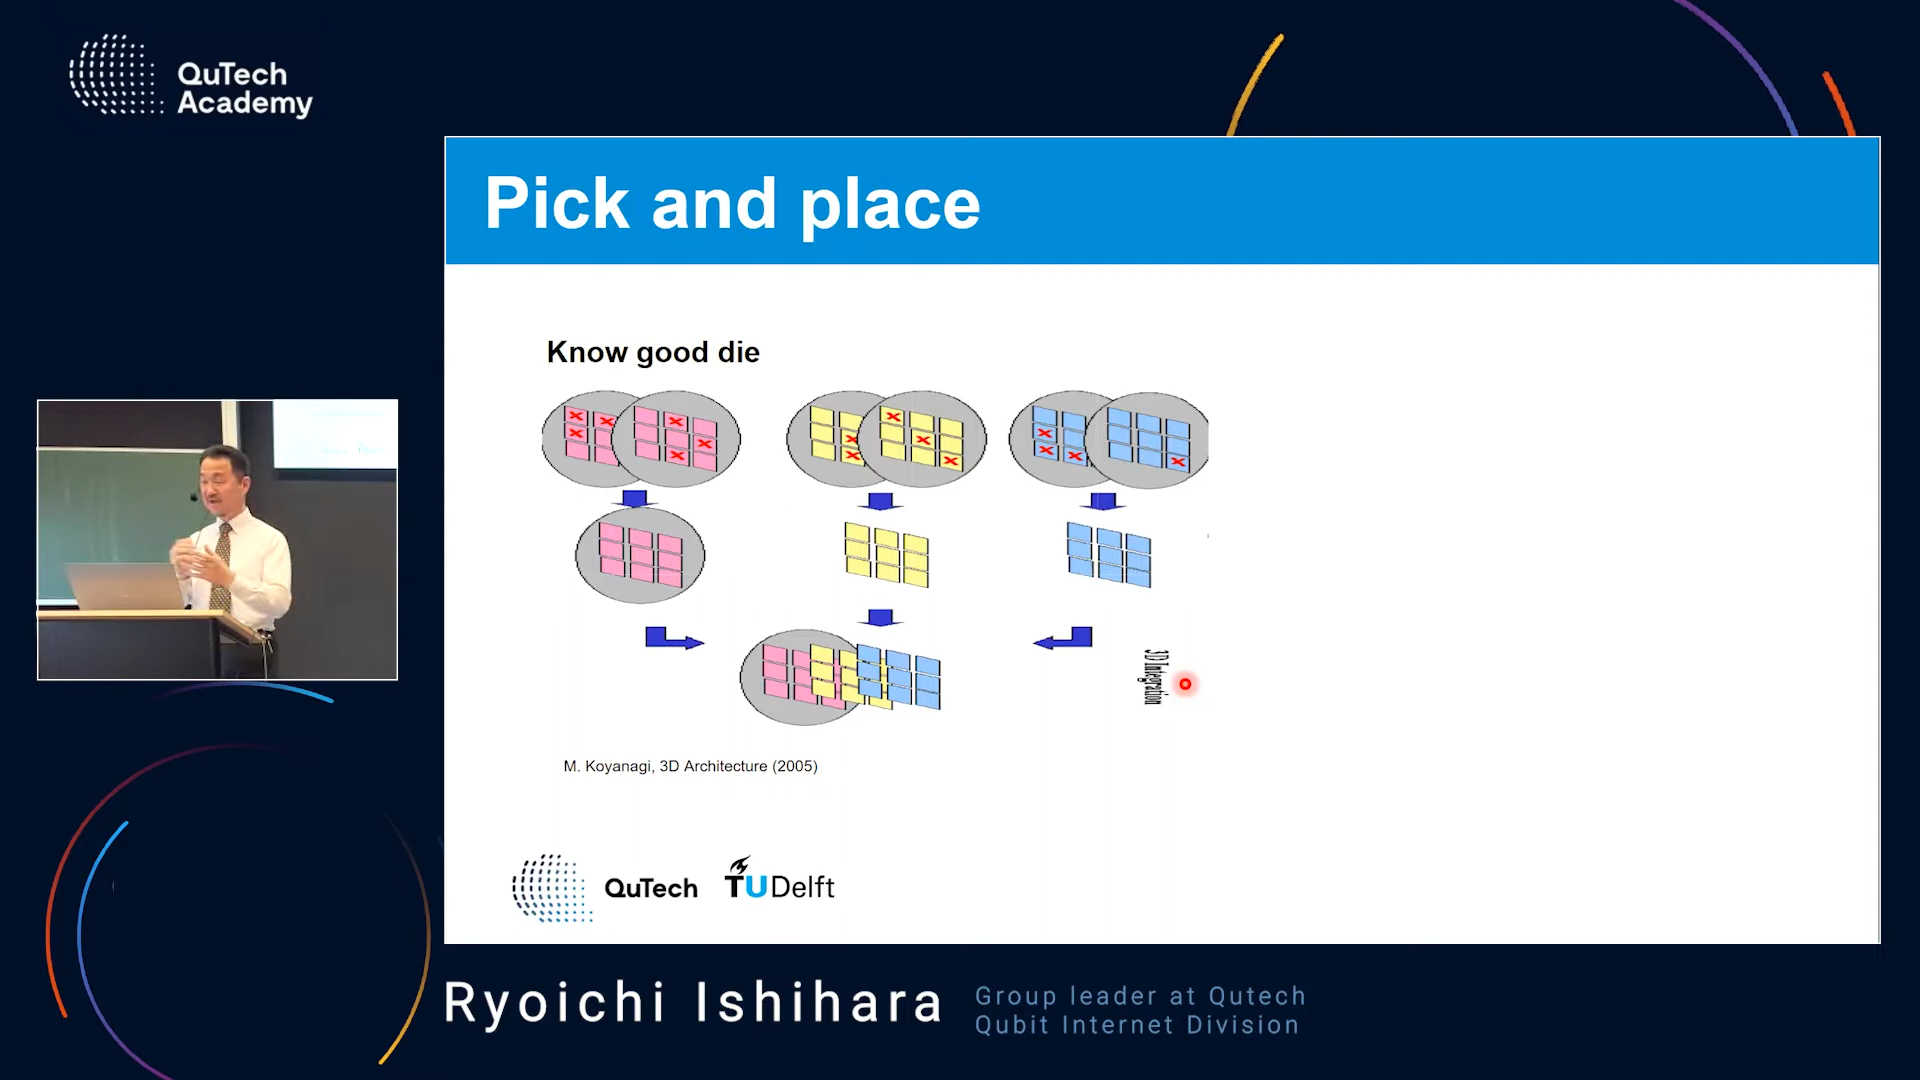 QuTech
Academy
Pick and place
Know good die
3D Integration
M. Koyanagi, 3D Architecture (2005)
QuTech
TUDelft
Ryoichi Ishihara
Group leader at Qutech
Qubit Internet Division